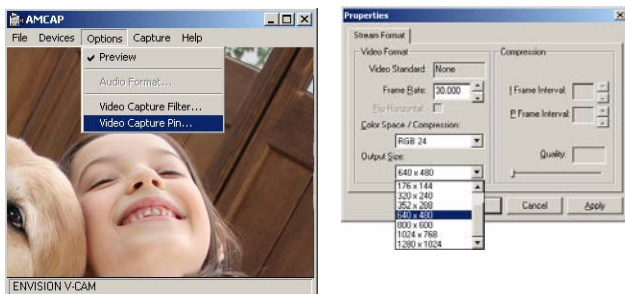 AMCAP
File Devices Options Capture Help
Preview
Audio Format...
Video Capture Filter...
Video Capture Pin...
ENVISION V-CAM
Properties
Stream Format
Video Format
Video Standard: None
Frame Rate: 30.000
Flip Horizontal:
Color Space / Compression:
RGB 24
Output Size:
640 x 480
176 x 144
320 x 240
352 x 288
640 x 480
800 x 600
1024 x 768
1280 x 1024
Compression
I Frame Interval:
P Frame Interval:
Quality:
Cancel Apply